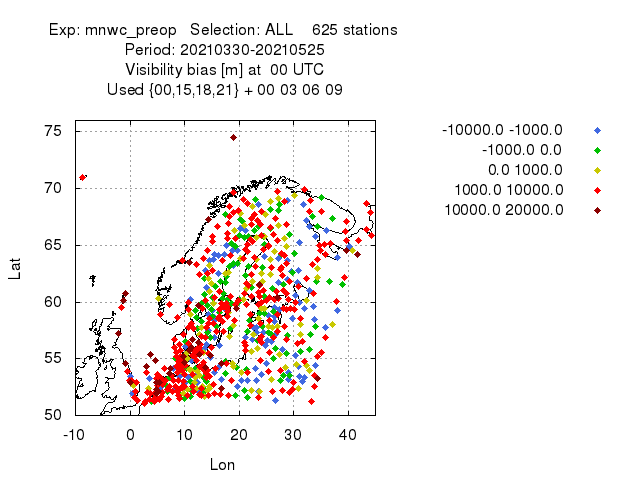 Exp: mnwc_preop Selection: ALL 625 stations
Period: 20210330-20210525
Visibility bias [m] at 00 UTC
Used {00,15,18,21} + 00 03 06 09
-10000.0 -1000.0
-1000.0 0.0
0.0 1000.0
1000.0 10000.0
10000.0 20000.0
75
70
65
60
55
50
Lat
-10 0 10 20 30 40
Lon